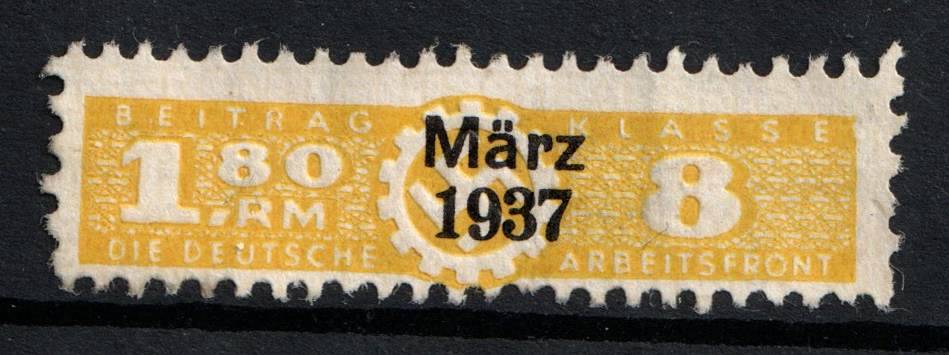 BEITRAG KLASSE
1,80 RM März 1937 8
DIE DEUTSCHE ARBEITSFRONT